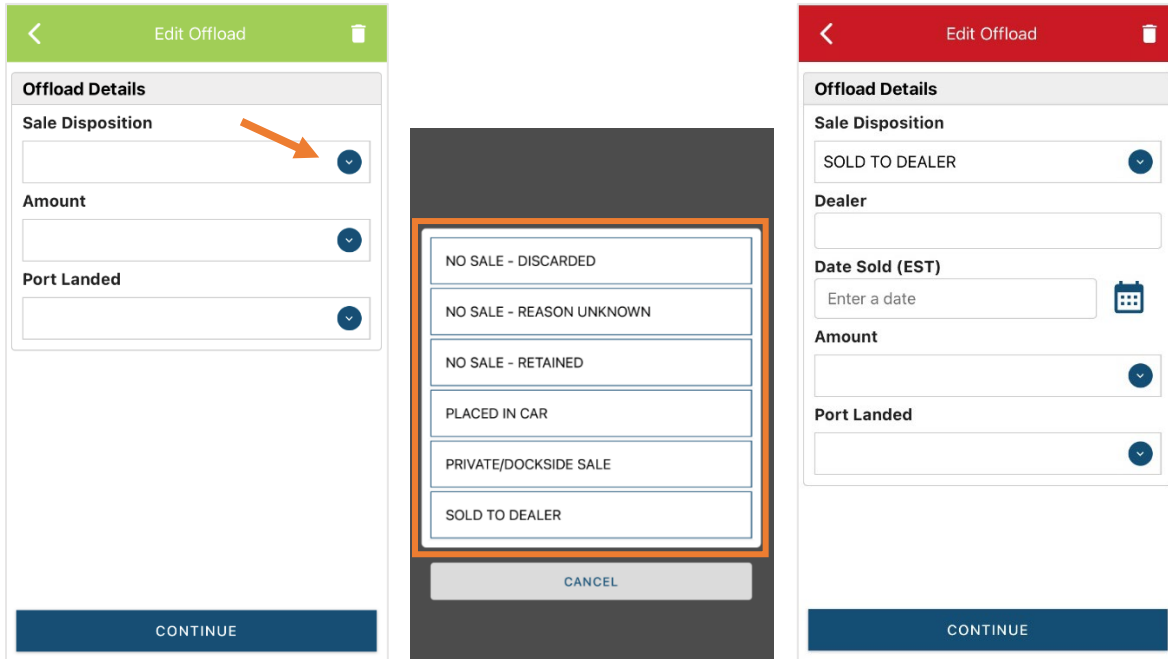 Edit Offload
Offload Details
Sale Disposition
Amount
Port Landed
CONTINUE
NO SALE - DISCARDED
NO SALE - REASON UNKNOWN
NO SALE - RETAINED
PLACED IN CAR
PRIVATE/DOCKSIDE SALE
SOLD TO DEALER
CANCEL
Edit Offload
Offload Details
Sale Disposition
SOLD TO DEALER
Dealer
Date Sold (EST)
Enter a date
Amount
Port Landed
CONTINUE